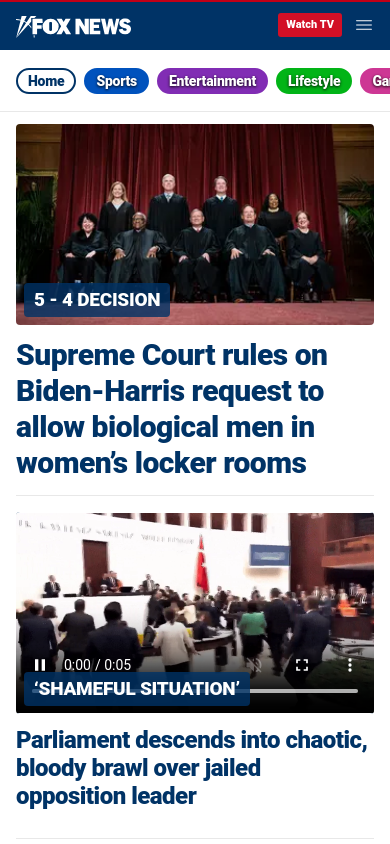 FOX NEWS
Watch TV
Home
Sports
Entertainment
Lifestyle
Ga
5 - 4 DECISION
Supreme Court rules on
Biden-Harris request to
allow biological men in
women’s locker rooms
0:00 / 0:05
‘SHAMEFUL SITUATION’
Parliament descends into chaotic,
bloody brawl over jailed
opposition leader